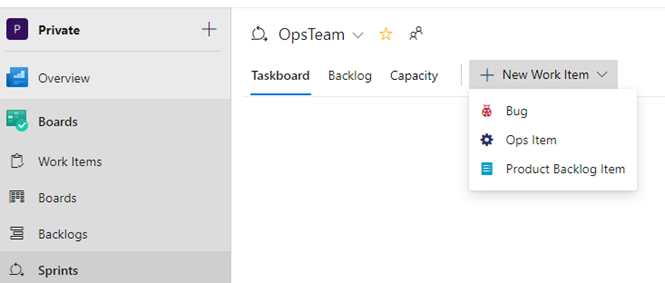 P Private
OpsTeam
Overview
Taskboard Backlog Capacity New Work Item
Bug
Boards
Ops Item
Work Items
Product Backlog Item
Boards
Backlogs
Sprints